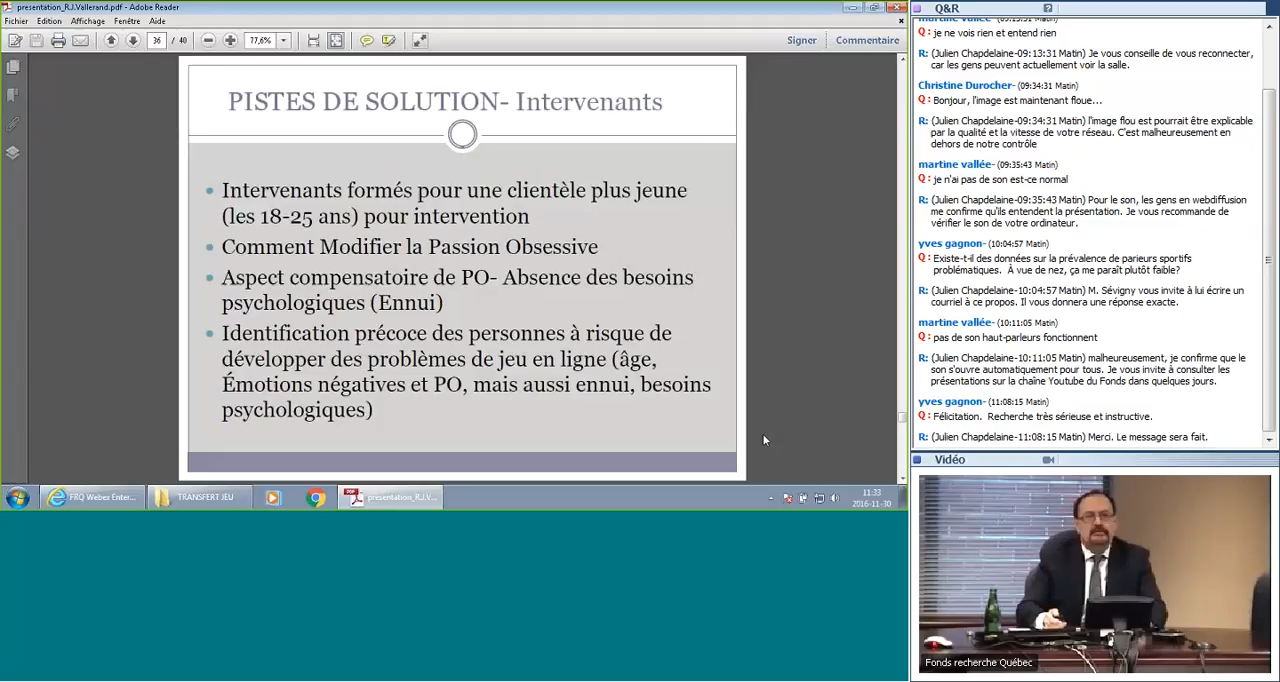 presentation_R.J.Vallerand.pdf - Adobe Reader
Fichier Edition Affichage Fenêtre Aide
36 / 40 77,6% Signer Commentaire
PISTES DE SOLUTION- Intervenants
Intervenants formés pour une clientèle plus jeune
(les 18-25 ans) pour intervention
Comment Modifier la Passion Obsessive
Aspect compensatoire de PO- Absence des besoins
psychologiques (Ennui)
Identification précoce des personnes à risque de
développer des problèmes de jeu en ligne (âge,
Émotions négatives et PO, mais aussi ennui, besoins
psychologiques)
FRQ Webex Enter... TRANSFERT JEU presentation_R.J.V...
11:33
2016-11-30
Q&R
martine vallée- (09:13:31 Matin)
Q: je ne vois rien et entend rien
R: (Julien Chapdelaine-09:13:31 Matin) Je vous conseille de vous reconnecter,
car les gens peuvent actuellement voir la salle.
Christine Durocher- (09:34:31 Matin)
Q: Bonjour, l'image est maintenant floue...
R: (Julien Chapdelaine-09:34:31 Matin) l'image flou est pourrait être explicable
par la qualité et la vitesse de votre réseau. C'est malheureusement en
dehors de notre contrôle
martine vallée- (09:35:43 Matin)
Q: je n'ai pas de son est-ce normal
R: (Julien Chapdelaine-09:35:43 Matin) Pour le son, les gens en webdiffusion
me confirme qu'ils entendent la présentation. Je vous recommande de
vérifier le son de votre ordinateur.
yves gagnon- (10:04:57 Matin)
Q: Existe-t-il des données sur la prévalence de parieurs sportifs
problématiques. À vue de nez, ça me paraît plutôt faible?
R: (Julien Chapdelaine-10:04:57 Matin) M. Sévigny vous invite à lui écrire un
courriel à ce propos. Il vous donnera une réponse exacte.
martine vallée- (10:11:05 Matin)
Q: pas de son haut-parleurs fonctionnent
R: (Julien Chapdelaine-10:11:05 Matin) malheureusement, je confirme que le
son s'ouvre automatiquement pour tous. Je vous invite à consulter les
présentations sur la chaîne Youtube du Fonds dans quelques jours.
yves gagnon- (11:08:15 Matin)
Q: Félicitation. Recherche très sérieuse et instructive.
R: (Julien Chapdelaine-11:08:15 Matin) Merci. Le message sera fait.
Vidéo
Fonds recherche Québec